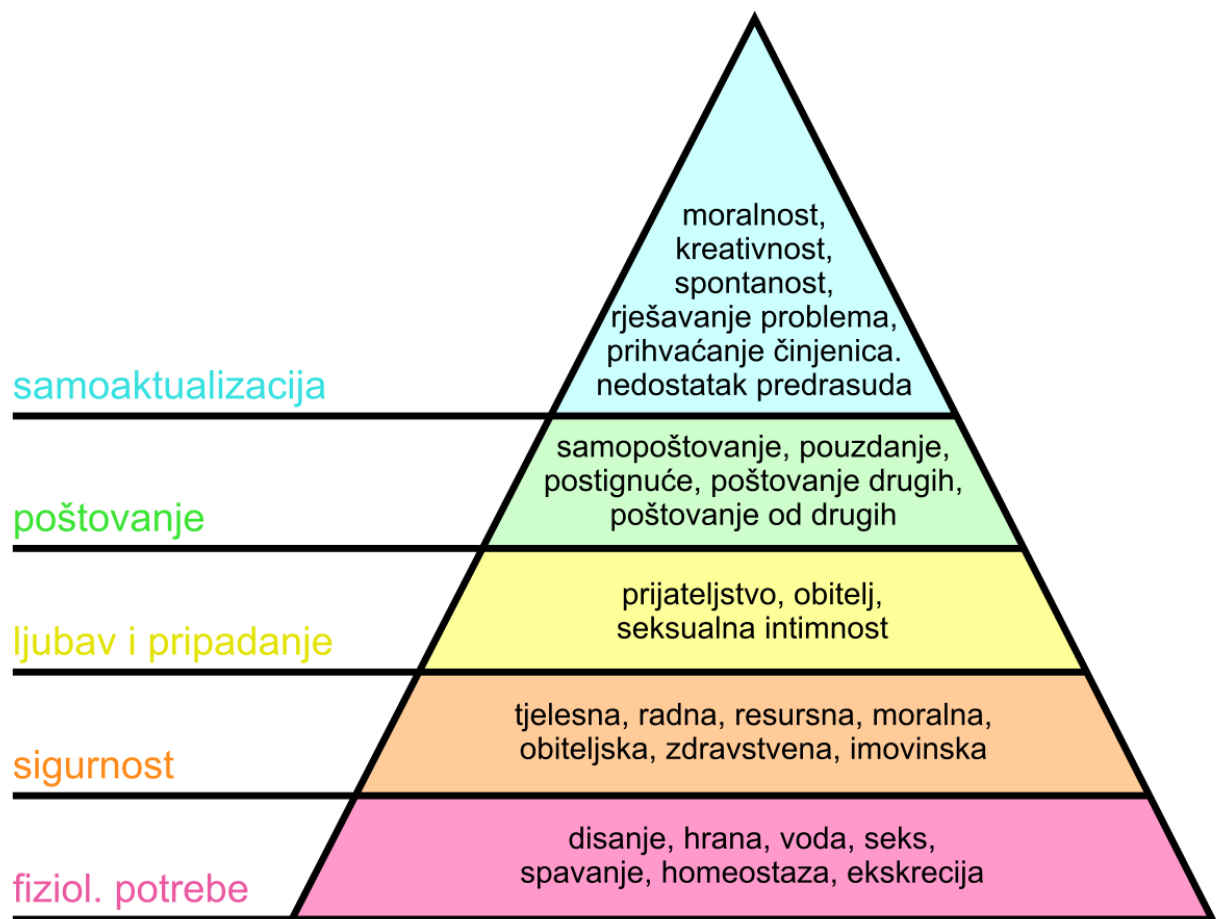 moralnost,
kreativnost,
spontanost,
rješavanje problema,
prihvaćanje činjenica.
nedostatak predrasuda
samoaktualizacija
samopoštovanje, pouzdanje,
postignuće, poštovanje drugih,
poštovanje od drugih
poštovanje
prijateljstvo, obitelj,
seksualna intimnost
ljubav i pripadanje
tjelesna, radna, resursna, moralna,
obiteljska, zdravstvena, imovinska
sigurnost
disanje, hrana, voda, seks,
spavanje, homeostaza, ekskrecija
fiziol. potrebe